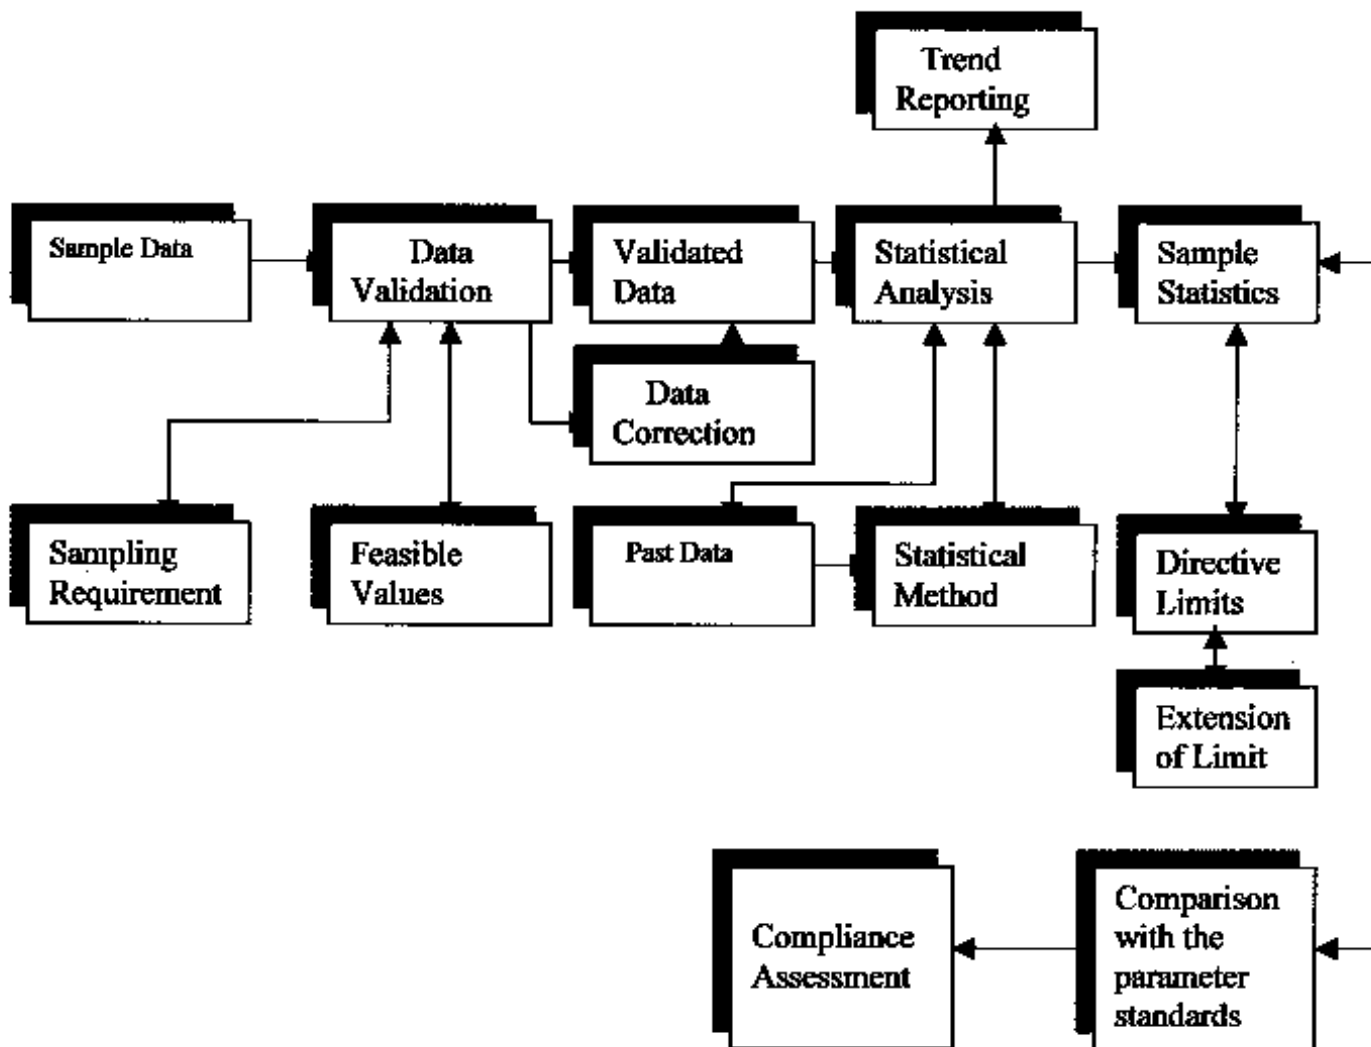 Trend
Reporting
Sample Data
Data
Validation
Validated
Data
Statistical
Analysis
Sample
Statistics
Data
Correction
Sampling
Requirement
Feasible
Values
Past Data
Statistical
Method
Directive
Limits
Extension
of Limit
Compliance
Assessment
Comparison
with the
parameter
standards